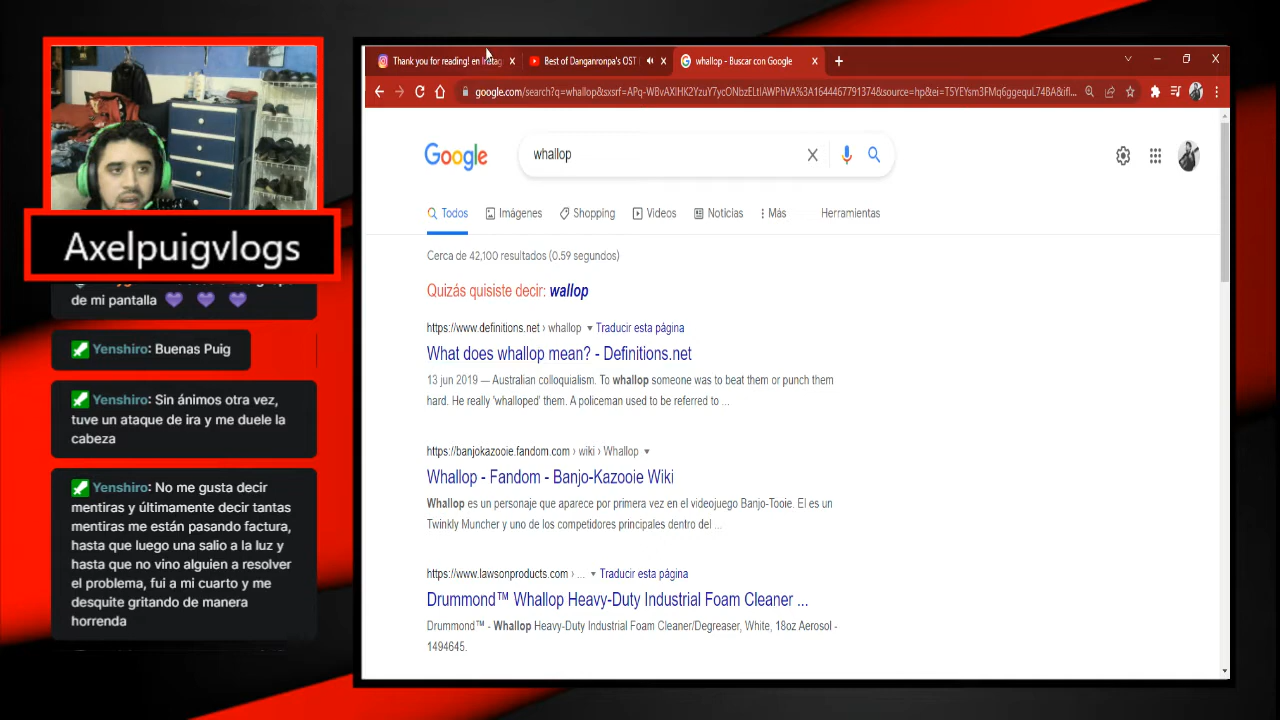 Thank you for reading! en Instag
Best of Danganronpa's OST
whallop - Buscar con Google
google.com/search?q=whallop&sxsrf=APq-WBvAXlHK2YzuY7ycONbzELtlAWPhVA%3A1644467791374&source=hp&ei=T5YEYsm3FMq6ggequL74BA&ifl...
Google
whallop
Todos
Imágenes
Shopping
Videos
Noticias
Más
Herramientas
Cerca de 42,100 resultados (0.59 segundos)
Quizás quisiste decir: wallop
https://www.definitions.net › whallop Traducir esta página
What does whallop mean? - Definitions.net
13 jun 2019 — Australian colloquialism. To whallop someone was to beat them or punch them
hard. He really 'whalloped' them. A policeman used to be referred to ...
https://banjokazooie.fandom.com › wiki › Whallop
Whallop - Fandom - Banjo-Kazooie Wiki
Whallop es un personaje que aparece por primera vez en el videojuego Banjo-Tooie. El es un
Twinkly Muncher y uno de los competidores principales dentro del ...
https://www.lawsonproducts.com › ... Traducir esta página
Drummond™ Whallop Heavy-Duty Industrial Foam Cleaner ...
Drummond™ - Whallop Heavy-Duty Industrial Foam Cleaner/Degreaser, White, 18oz Aerosol -
1494645.
Axelpuigvlogs
de mi pantalla
Yenshiro: Buenas Puig
Yenshiro: Sin ánimos otra vez,
tuve un ataque de ira y me duele la
cabeza
Yenshiro: No me gusta decir
mentiras y últimamente decir tantas
mentiras me están pasando factura,
hasta que luego una salio a la luz y
hasta que no vino alguien a resolver
el problema, fui a mi cuarto y me
desquite gritando de manera
horrenda